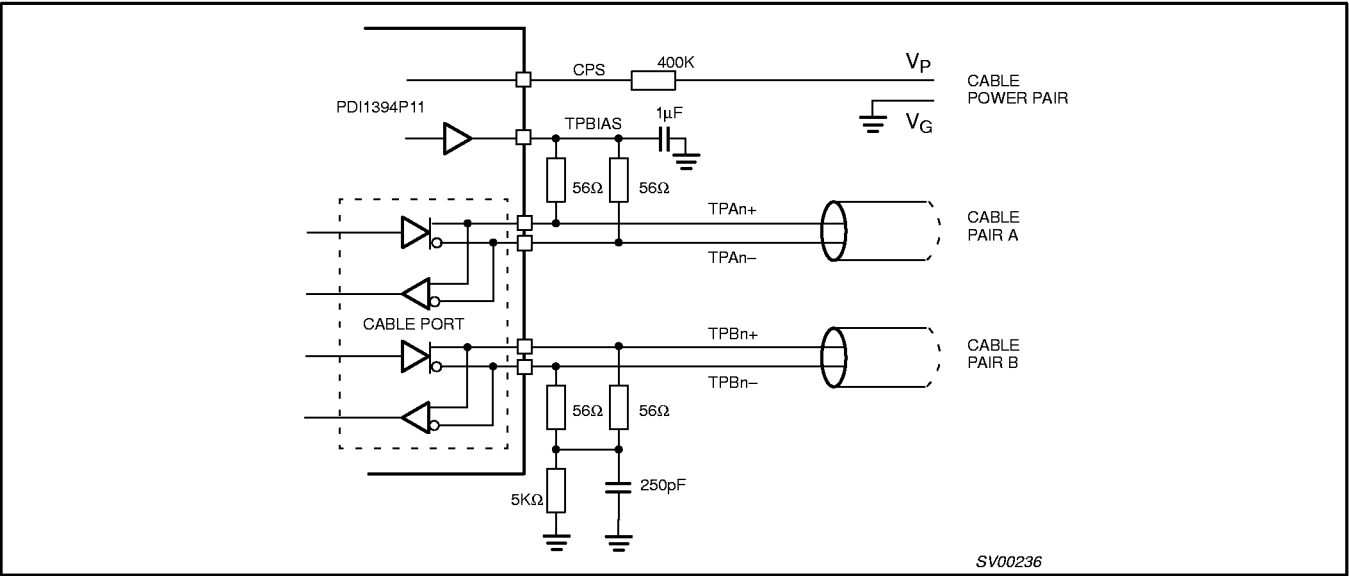 CPS
400K
VP
CABLE
POWER PAIR
VG
PDI1394P11
TPBIAS
1µF
56Ω
56Ω
TPAn+
TPAn–
CABLE
PAIR A
CABLE PORT
TPBn+
TPBn–
CABLE
PAIR B
56Ω
56Ω
5KΩ
250pF
SV00236